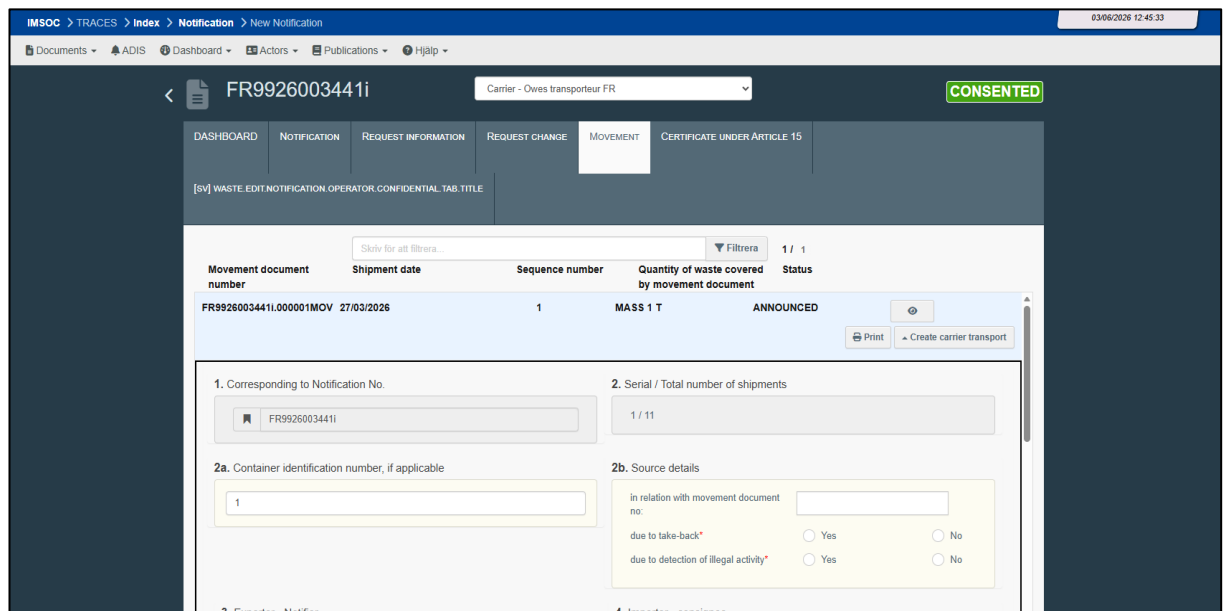 IMSOC > TRACES > Index > Notification > New Notification
03/06/2026 12:45:33
Documents ADIS Dashboard Actors Publications Hjälp
FR9926003441i
Carrier - Owes transporteur FR
CONSENTED
DASHBOARD NOTIFICATION REQUEST INFORMATION REQUEST CHANGE MOVEMENT CERTIFICATE UNDER ARTICLE 15
[SV] WASTE.EDIT.NOTIFICATION.OPERATOR.CONFIDENTIAL.TAB.TITLE
Skriv för att filtrera...
Filtrera
1 / 1
Movement document number
Shipment date
Sequence number
Quantity of waste covered by movement document
Status
FR9926003441i.000001MOV 27/03/2026 1 MASS 1 T ANNOUNCED
Print
Create carrier transport
1. Corresponding to Notification No.
FR9926003441i
2. Serial / Total number of shipments
1 / 11
2a. Container identification number, if applicable
1
2b. Source details
in relation with movement document no:
due to take-back* Yes No
due to detection of illegal activity* Yes No